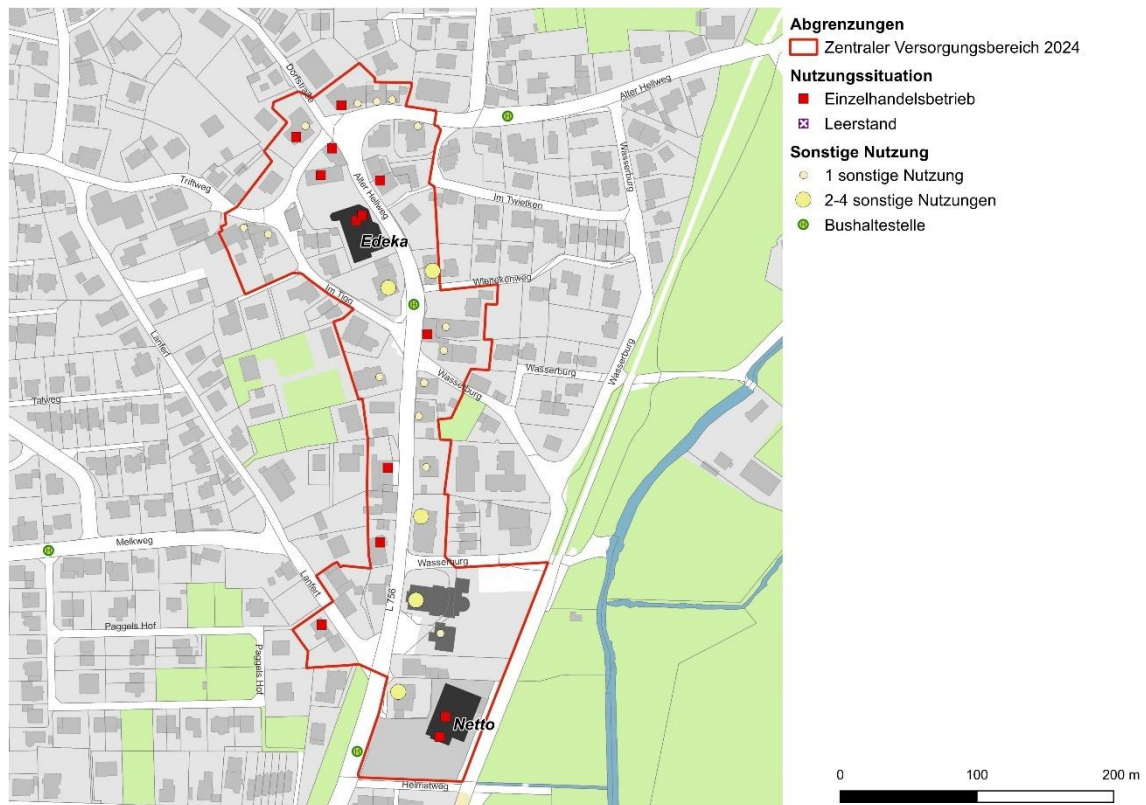 Abgrenzungen
Zentraler Versorgungsbereich 2024
Nutzungssituation
Einzelhandelsbetrieb
Leerstand
Sonstige Nutzung
1 sonstige Nutzung
2-4 sonstige Nutzungen
Bushaltestelle
Dorfstraße
Alter Hellweg
Wasserburg
Triftweg
Alter Hellweg
Im Twietken
Edeka
Wienekenweg
Im Tigg
Wasserburg
Lanfert
Wasserburg
Wasserburg
Talweg
Melkweg
Wasserburg
Lanfert
L 756
Paggels Hof
Paggels Hof
Netto
Heimatweg
0
100
200 m